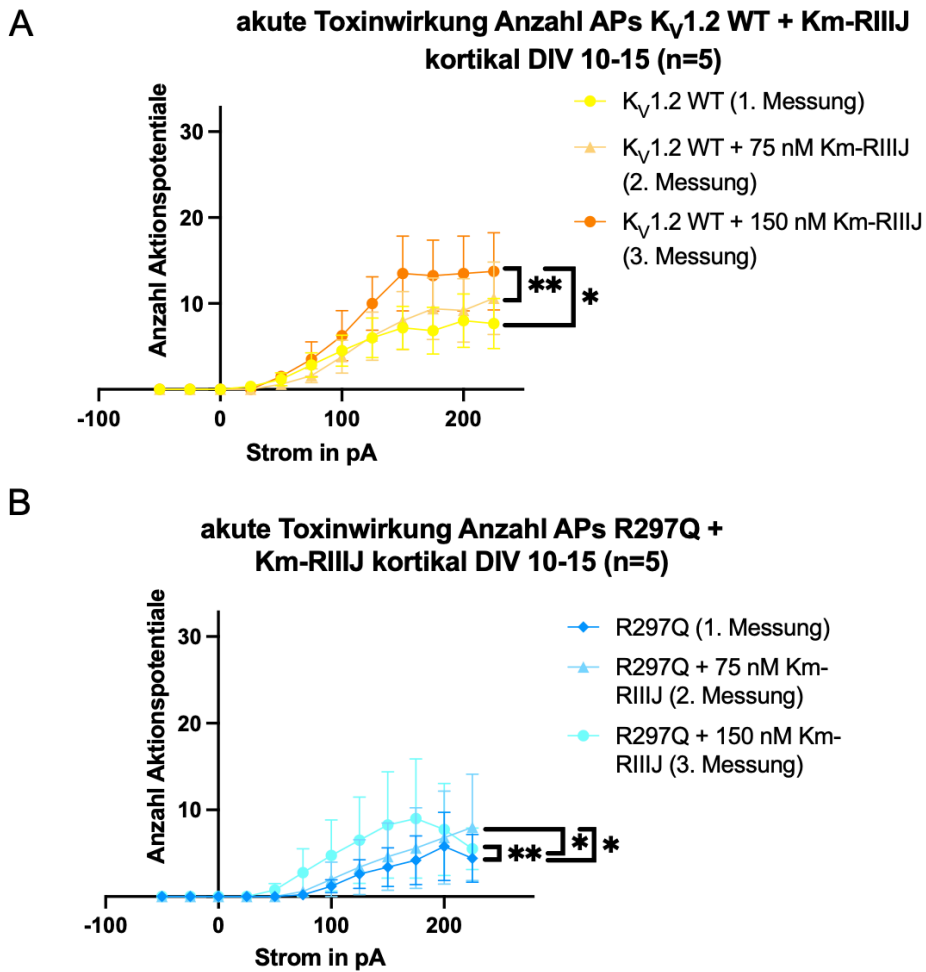 A
akute Toxinwirkung Anzahl APs KV1.2 WT + Km-RIIIJ
kortikal DIV 10-15 (n=5)
KV1.2 WT (1. Messung)
KV1.2 WT + 75 nM Km-RIIIJ
(2. Messung)
KV1.2 WT + 150 nM Km-RIIIJ
(3. Messung)
Anzahl Aktionspotentiale
30
20
10
** *
-100 0 100 200
Strom in pA
B
akute Toxinwirkung Anzahl APs R297Q +
Km-RIIIJ kortikal DIV 10-15 (n=5)
R297Q (1. Messung)
R297Q + 75 nM Km-
RIIIJ (2. Messung)
R297Q + 150 nM Km-
RIIIJ (3. Messung)
Anzahl Aktionspotentiale
30
20
10
** * *
-100 0 100 200
Strom in pA